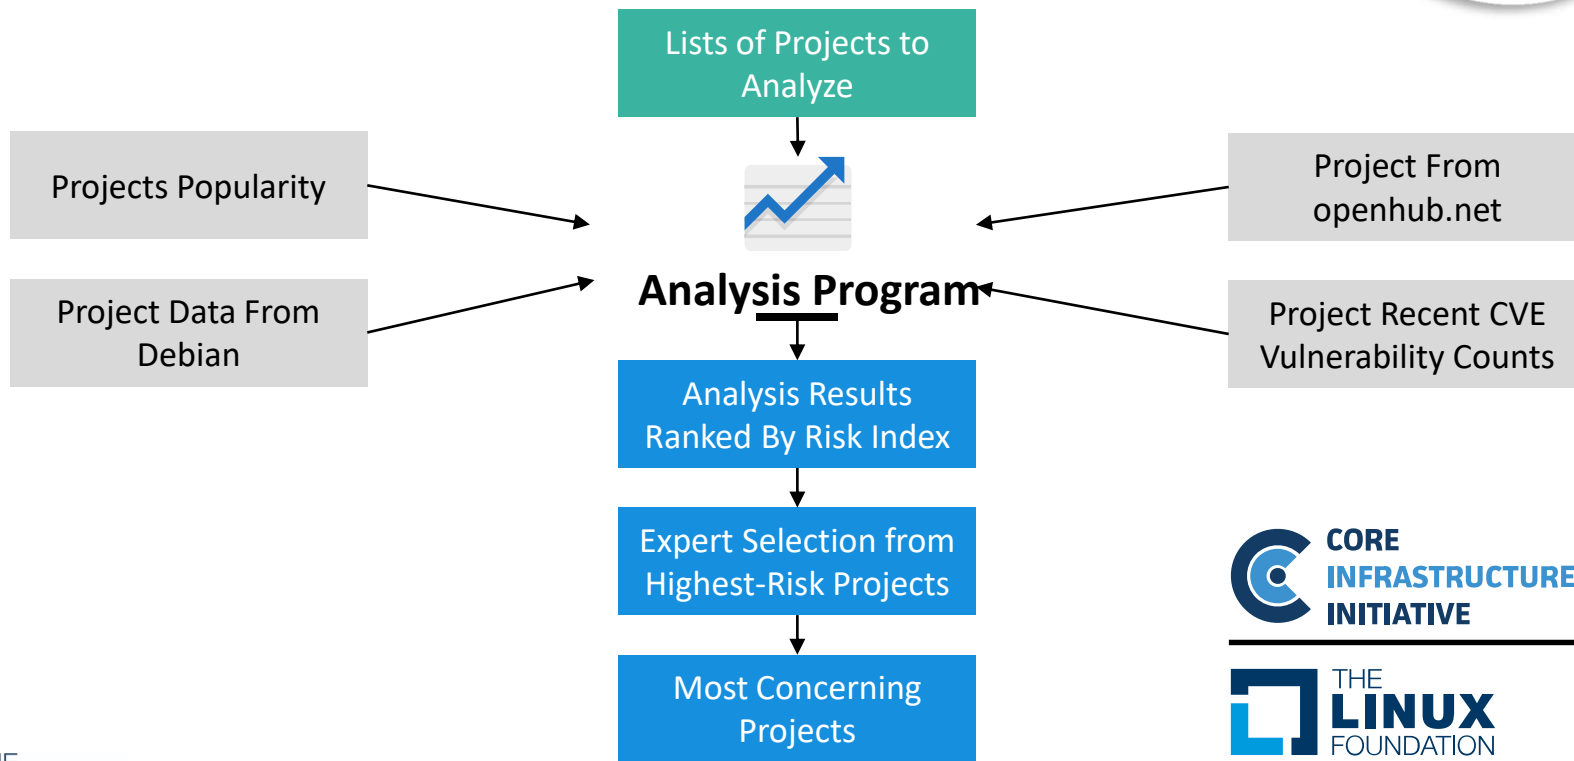 Lists of Projects to
Analyze
Projects Popularity
Project From
openhub.net
Analysis Program
Project Data From
Debian
Project Recent CVE
Vulnerability Counts
Analysis Results
Ranked By Risk Index
Expert Selection from
Highest-Risk Projects
CORE
INFRASTRUCTURE
INITIATIVE
Most Concerning
Projects
THE
LINUX
FOUNDATION